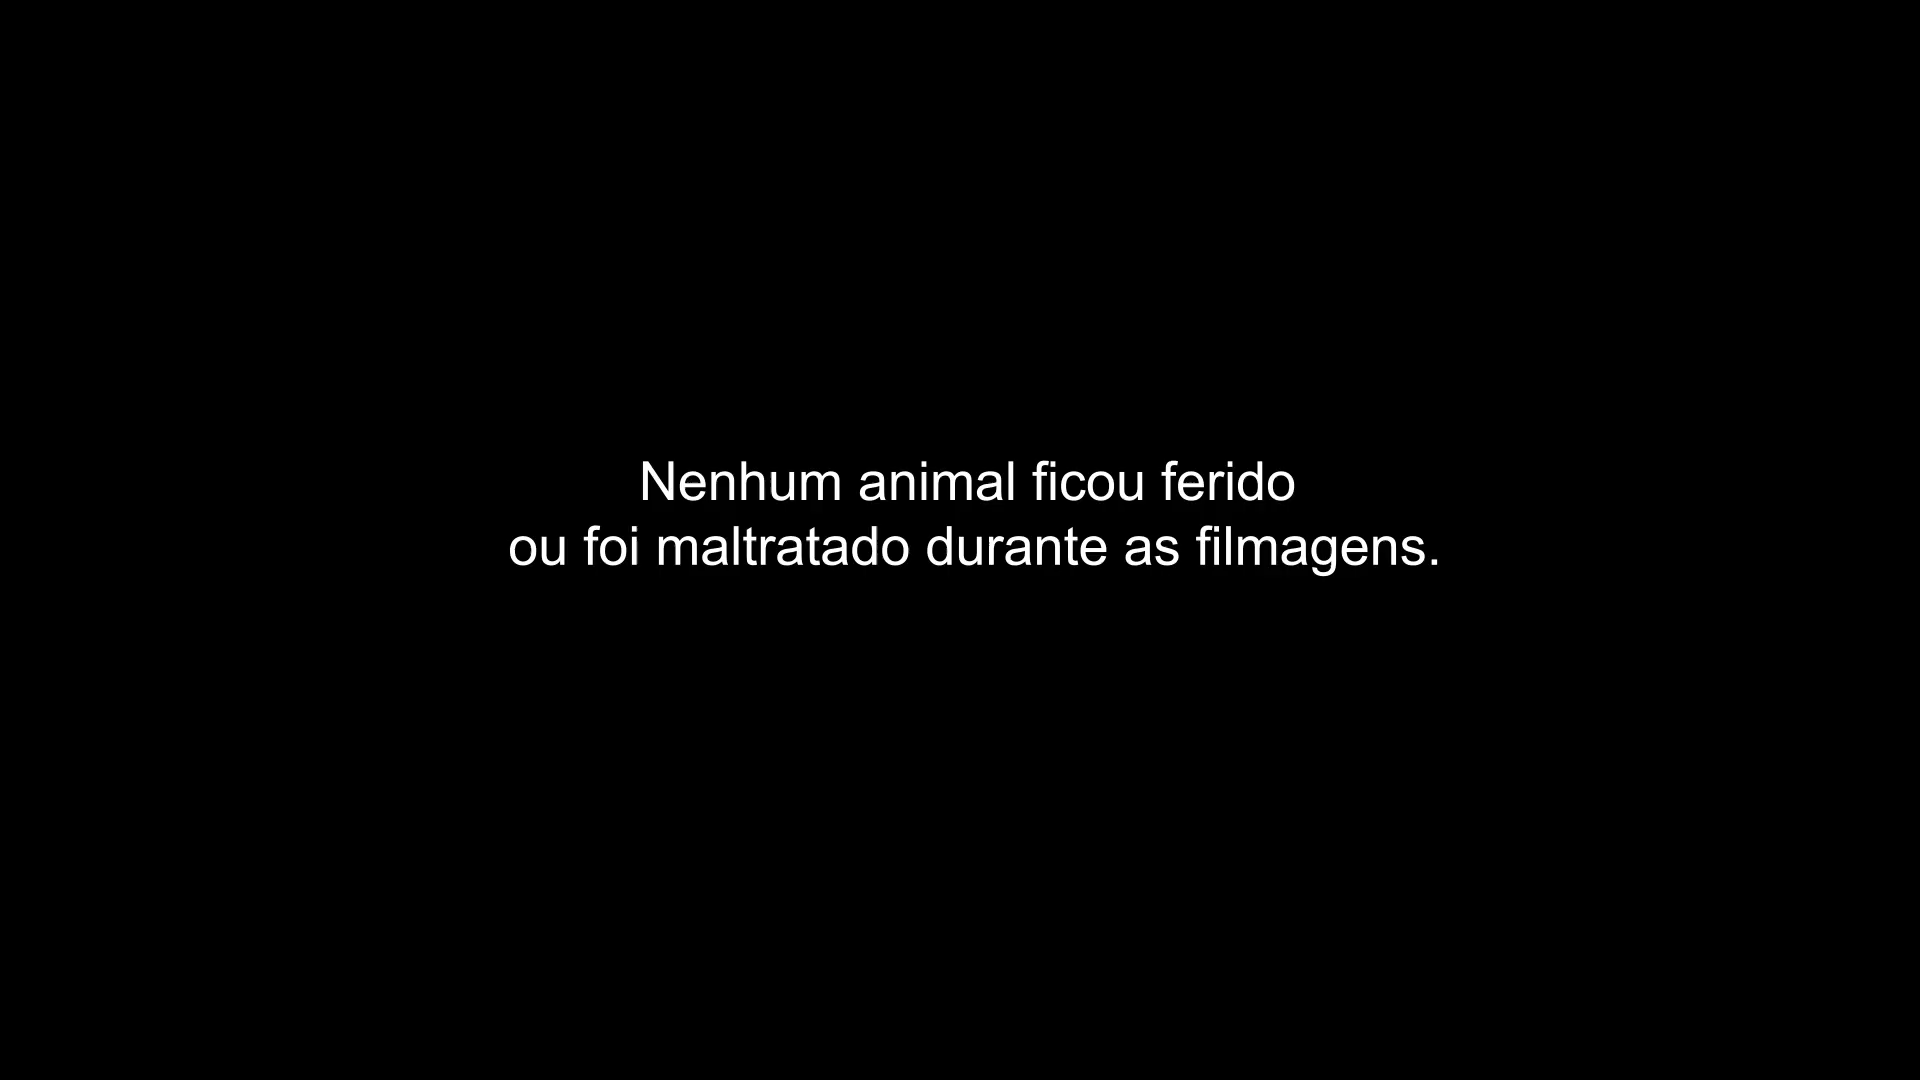 Nenhum animal ficou ferido
ou foi maltratado durante as filmagens.